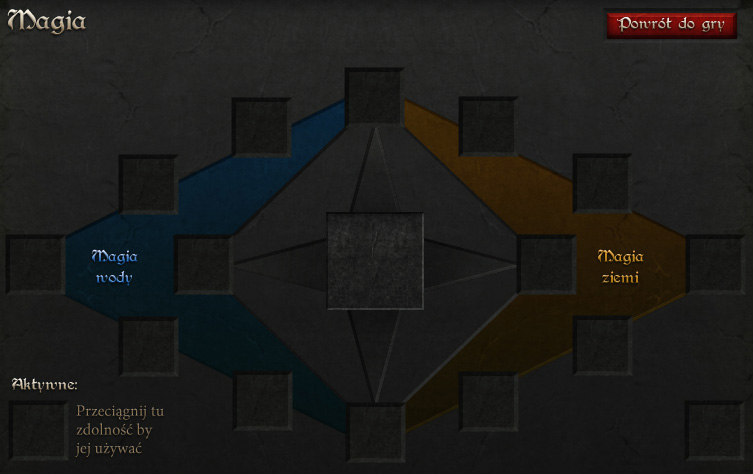 Magia
Powrót do gry
Magia
wody
Magia
ziemi
Aktywne:
Przeciągnij tu
zdolność by
jej używać